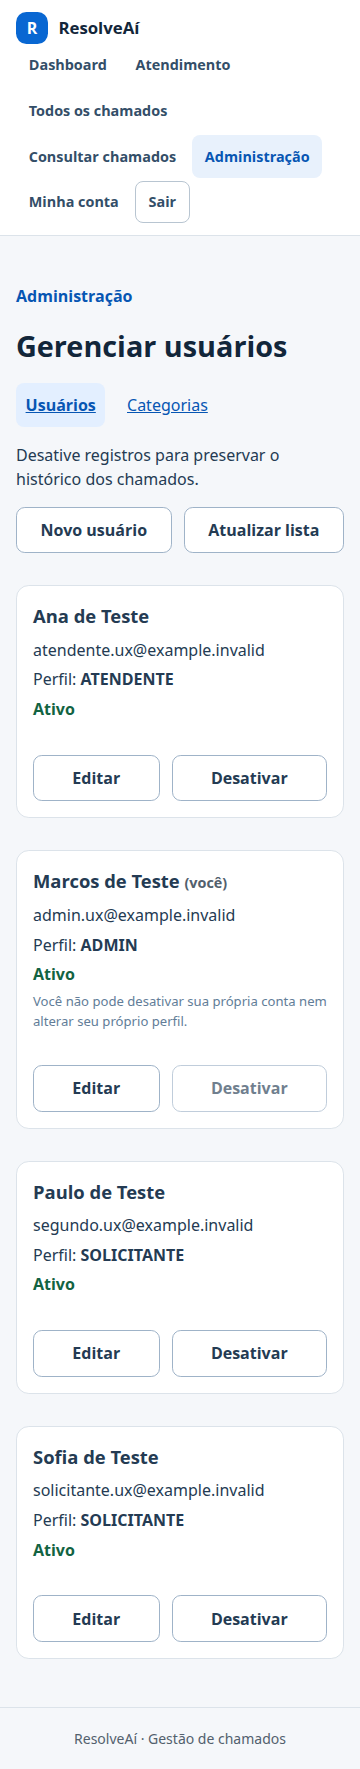 R ResolveAí
Dashboard Atendimento
Todos os chamados
Consultar chamados Administração
Minha conta Sair
Administração
Gerenciar usuários
Usuários Categorias
Desative registros para preservar o
histórico dos chamados.
Novo usuário Atualizar lista
Ana de Teste
atendente.ux@example.invalid
Perfil: ATENDENTE
Ativo
Editar Desativar
Marcos de Teste (você)
admin.ux@example.invalid
Perfil: ADMIN
Ativo
Você não pode desativar sua própria conta nem
alterar seu próprio perfil.
Editar Desativar
Paulo de Teste
segundo.ux@example.invalid
Perfil: SOLICITANTE
Ativo
Editar Desativar
Sofia de Teste
solicitante.ux@example.invalid
Perfil: SOLICITANTE
Ativo
Editar Desativar
ResolveAí · Gestão de chamados